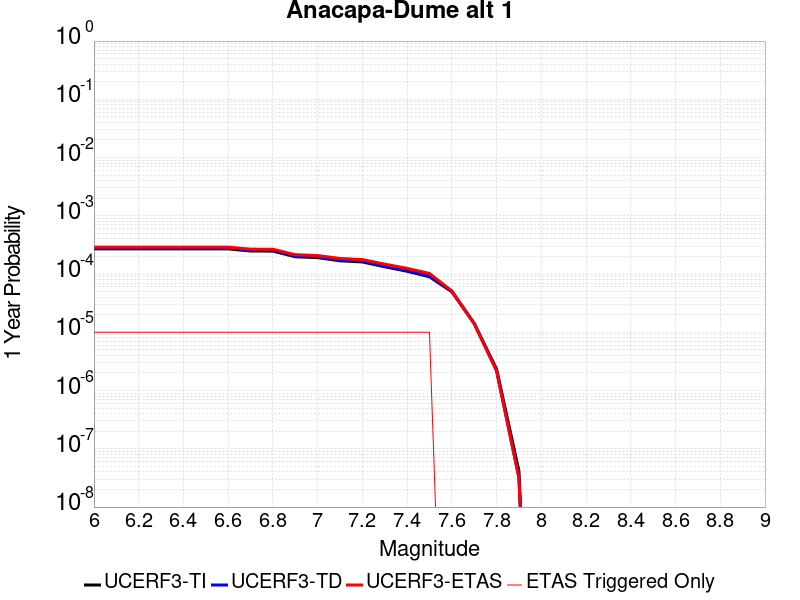 Anacapa-Dume alt 1
1 Year Probability
10^0
10^-1
10^-2
10^-3
10^-4
10^-5
10^-6
10^-7
10^-8
6 6.2 6.4 6.6 6.8 7 7.2 7.4 7.6 7.8 8 8.2 8.4 8.6 8.8 9
Magnitude
UCERF3-TI UCERF3-TD UCERF3-ETAS ETAS Triggered Only